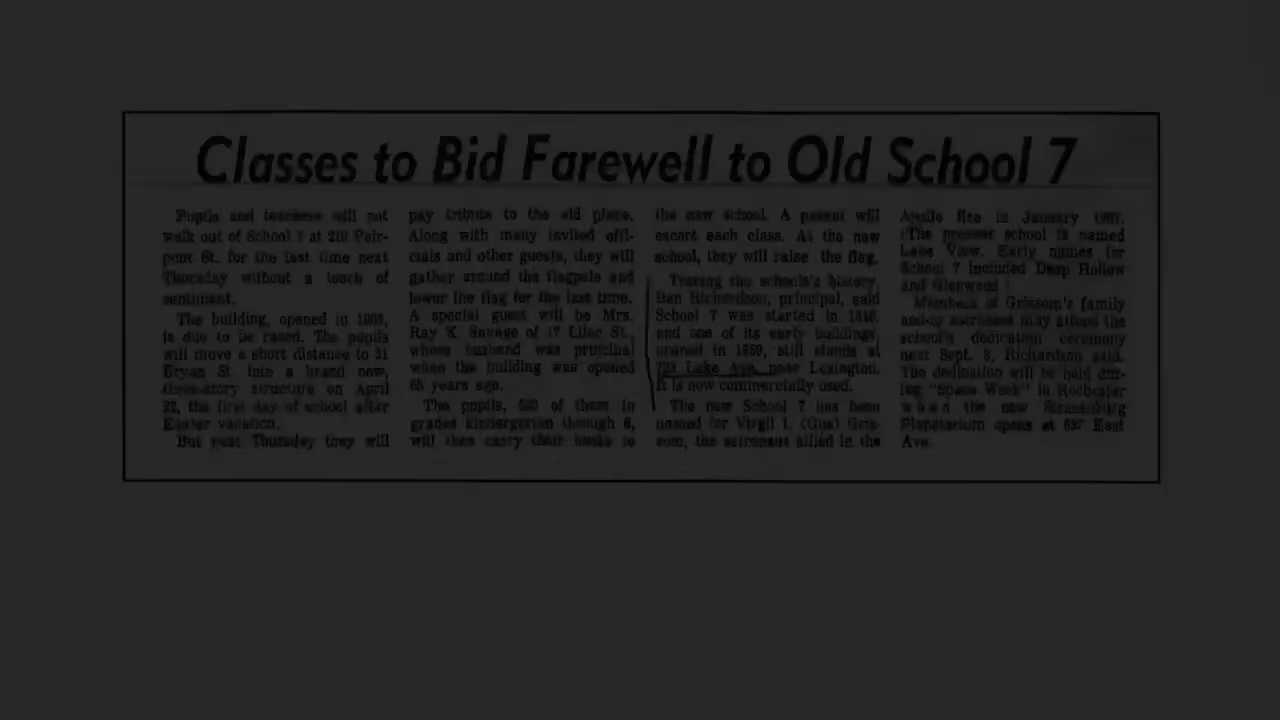 Classes to Bid Farewell to Old School 7
Pupils and teachers will not
walk out of School 7 at 210 Pier-
pont St. for the last time next
Thursday without a touch of
sentiment.
The building, opened in 1903,
is due to be razed. The pupils
will move a short distance to 31
Bryan St. into a brand new,
structure on April
22, the first day of school after
Easter vacation.
But next Thursday they will
pay tribute to the old place.
Along with many invited offi-
cials and other guests, they will
gather around the flagpole and
lower the flag for the last time.
A special guest will be Mrs.
Ray K. Savage of 17 Lilac St.,
whose husband was principal
when the building was opened
65 years ago.
The pupils, of them in
grades kindergarten through 6,
will then carry their books to
the new school. A parent will
escort each class. At the new
school, they will raise the flag.
Tracing the school's history,
Ben Richardson, principal, said
School 7 was started in
and one of its early buildings,
opened in 1859, still stands at
Lake Ave. near Lexington.
It is now commercially used.
The new School 7 has been
named for Virgil I. (Gus) Gris-
som, the astronaut killed in the
Apollo fire in January 1967.
(The present school is named
Lake View. Early names for
School 7 included Deep Hollow
and Glenwood.)
Members of Grissom's family
and-or astronauts may attend the
school's dedication ceremony
next Sept. Richardson said.
The dedication will be held dur-
ing "Space Week" in Rochester
when the new Strasenburg
Planetarium opens at 657 East
Ave.